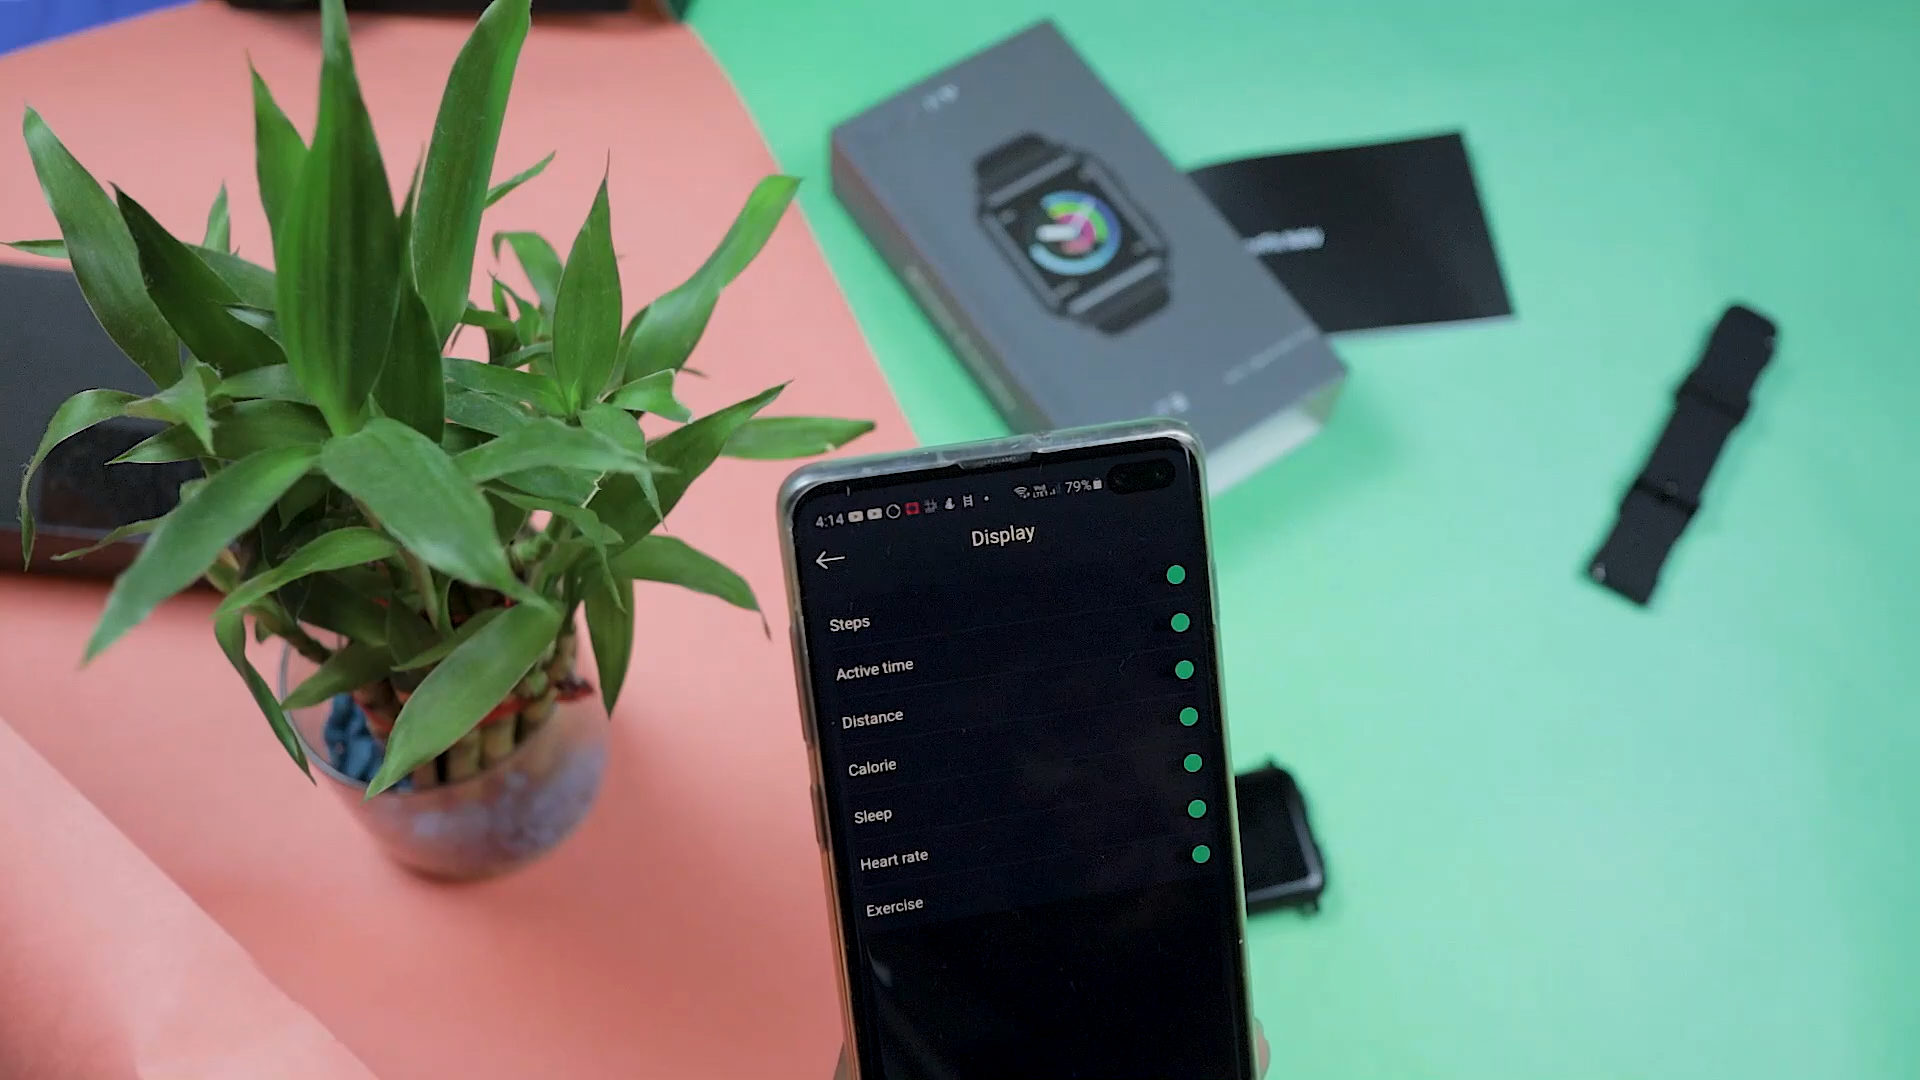 4:14
79%
Display
Steps
Active time
Distance
Calorie
Sleep
Heart rate
Exercise